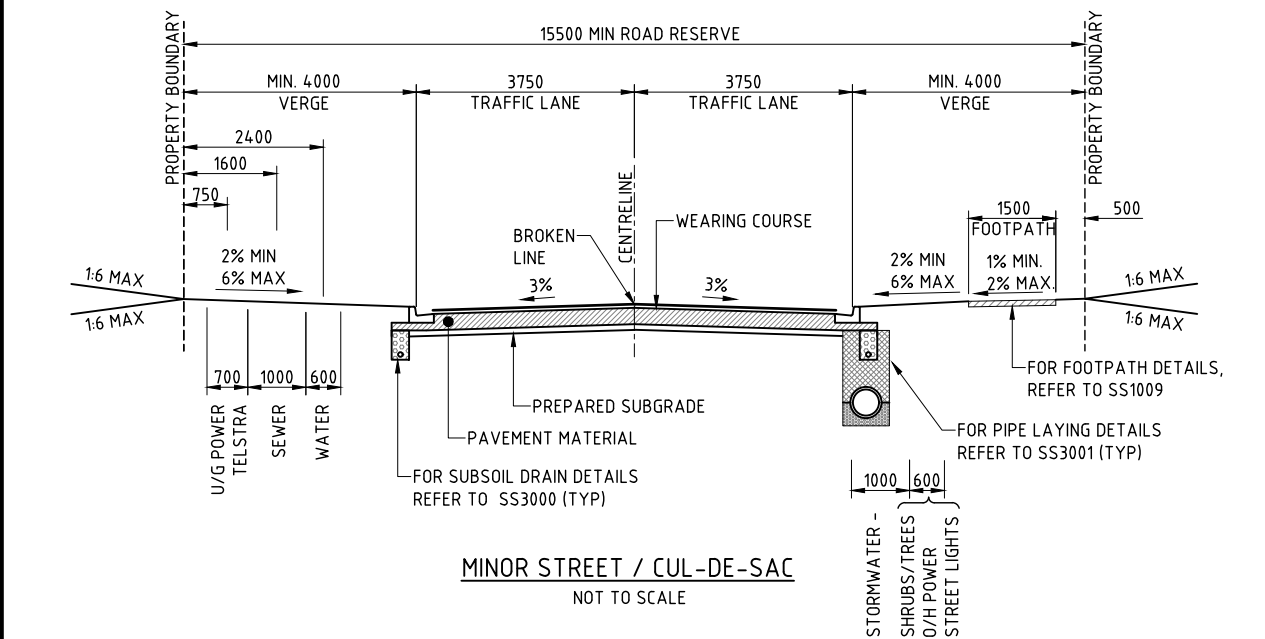 15500 MIN ROAD RESERVE
PROPERTY BOUNDARY
PROPERTY BOUNDARY
MIN. 4000
VERGE
3750
TRAFFIC LANE
3750
TRAFFIC LANE
MIN. 4000
VERGE
2400
1600
750
CENTRELINE
1500
FOOTPATH
500
BROKEN
LINE
WEARING COURSE
2% MIN
6% MAX
3%
3%
2% MIN
6% MAX
1% MIN.
2% MAX.
1:6 MAX
1:6 MAX
1:6 MAX
1:6 MAX
700
1000
600
U/G POWER
TELSTRA
SEWER
WATER
PREPARED SUBGRADE
PAVEMENT MATERIAL
FOR SUBSOIL DRAIN DETAILS
REFER TO SS3000 (TYP)
FOR FOOTPATH DETAILS,
REFER TO SS1009
FOR PIPE LAYING DETAILS
REFER TO SS3001 (TYP)
1000
600
STORMWATER -
SHRUBS/TREES
O/H POWER
STREET LIGHTS
MINOR STREET / CUL-DE-SAC
NOT TO SCALE